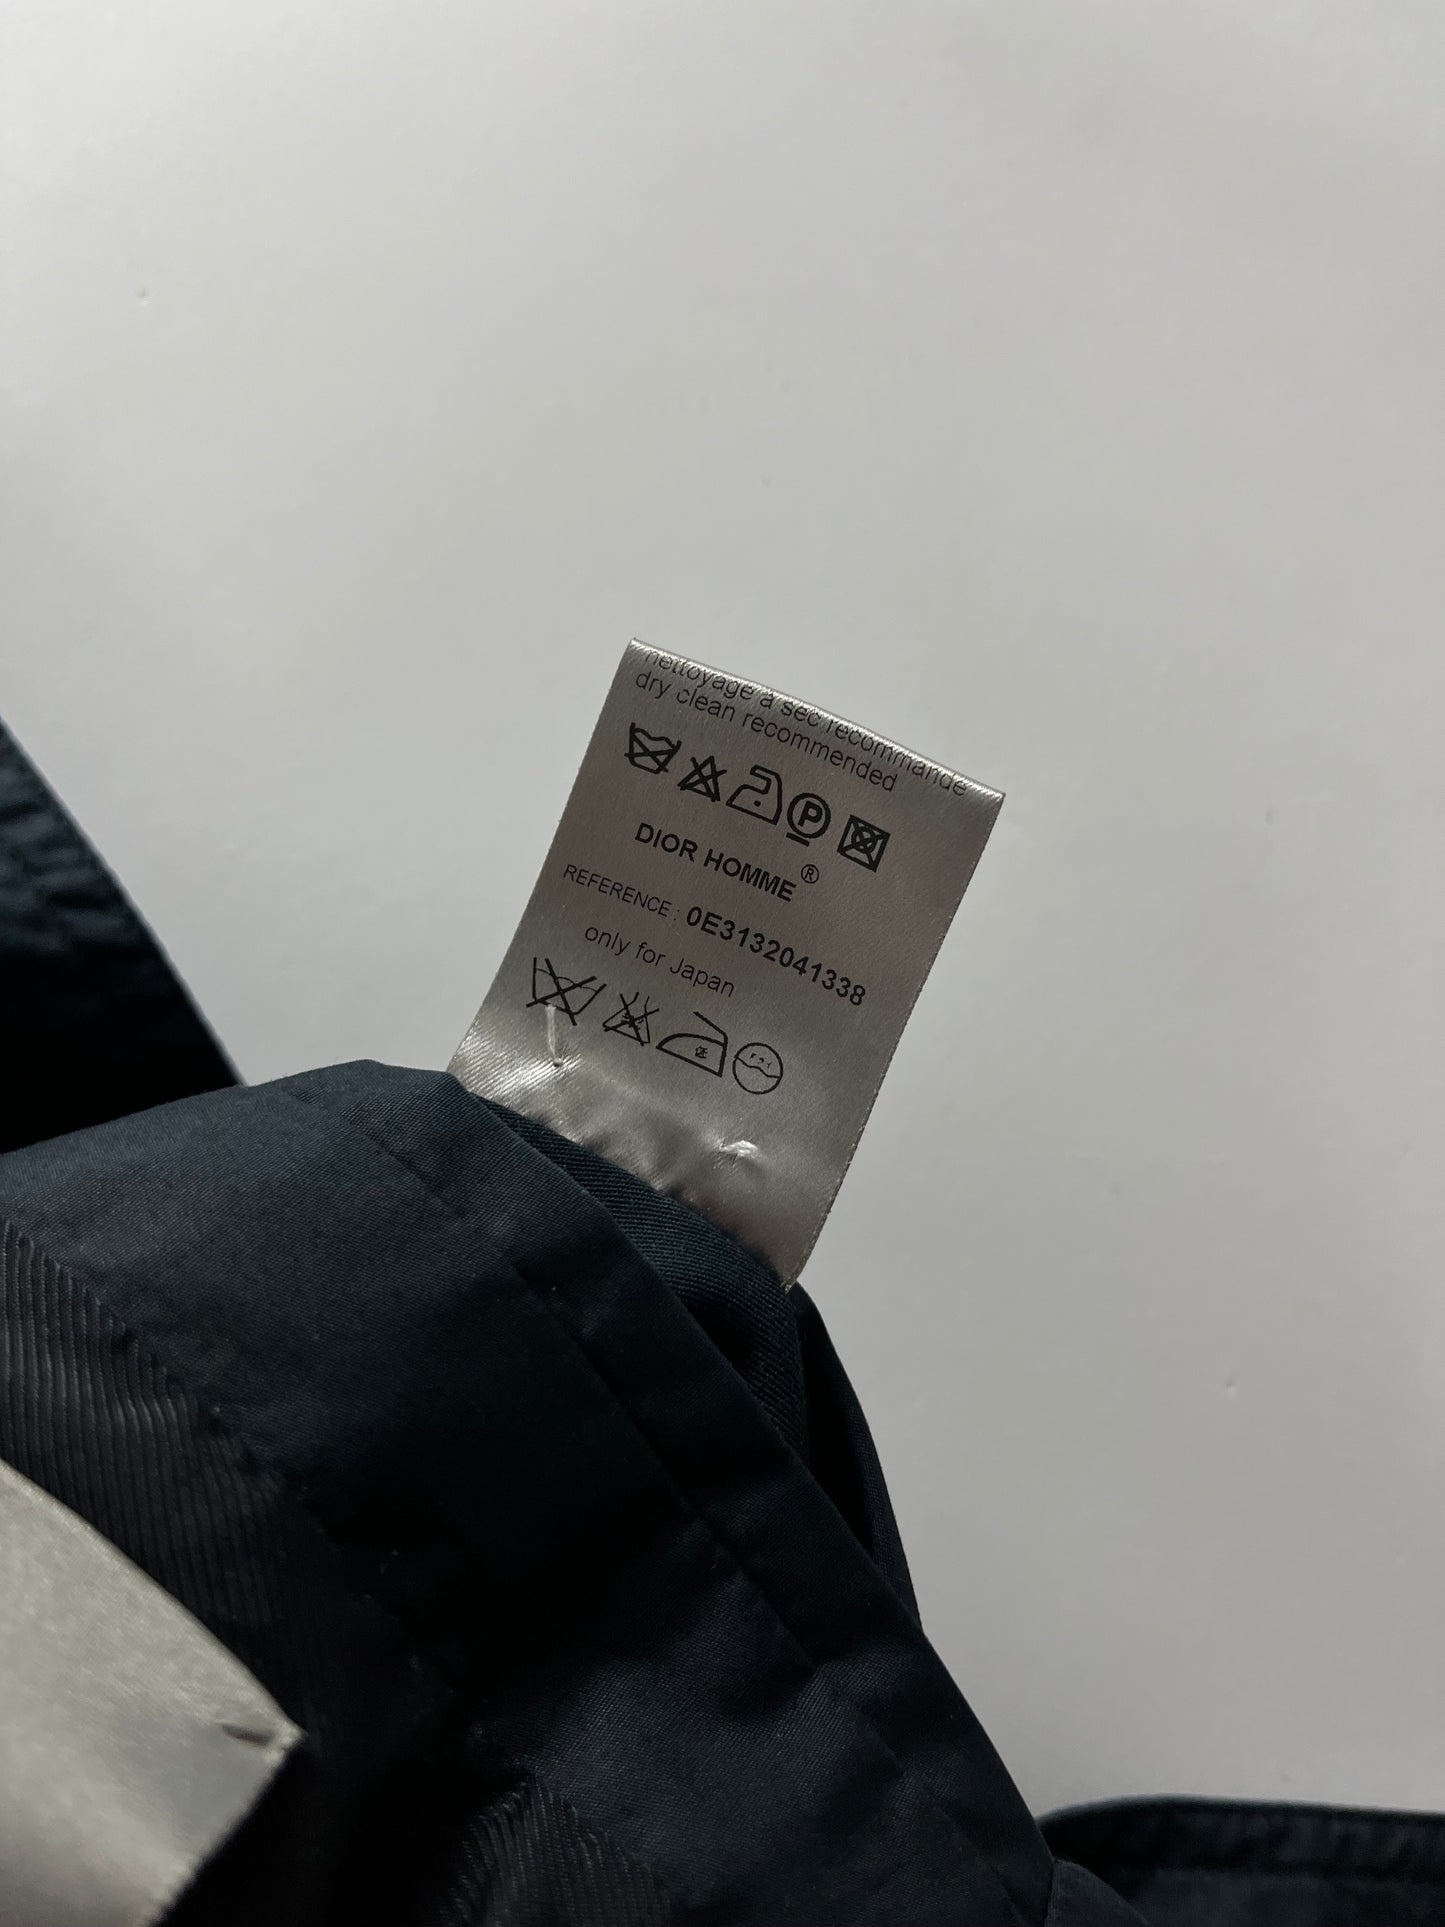 nettoyage à sec recommandé
dry clean recommended
P
DIOR HOMME®
REFERENCE : 0E3132041338
only for Japan